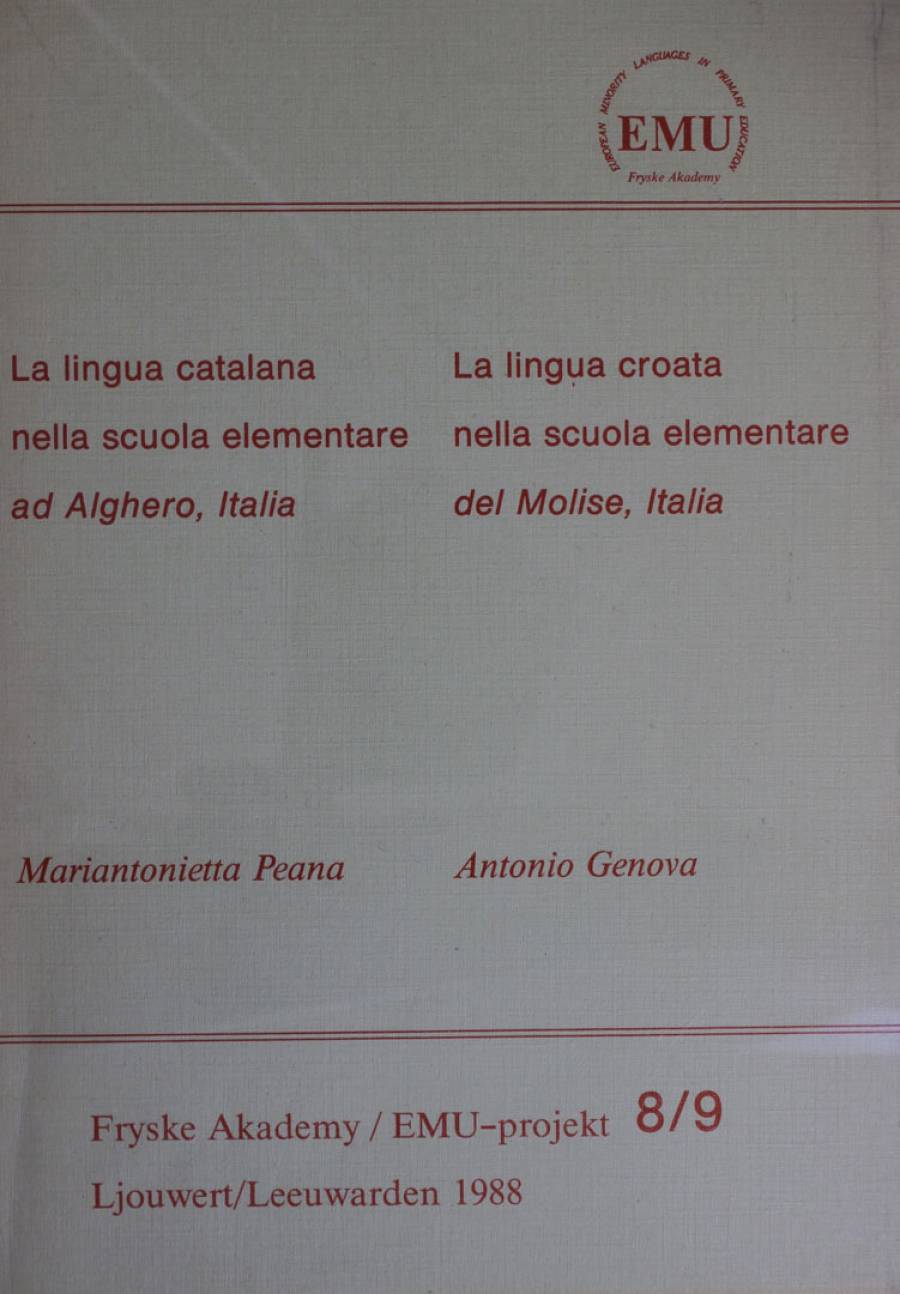 EUROPEAN MINORITY LANGUAGES IN PRIMARY EDUCATION
EMU
Fryske Akademy
La lingua catalana
nella scuola elementare
ad Alghero, Italia
La lingua croata
nella scuola elementare
del Molise, Italia
Mariantonietta Peana
Antonio Genova
Fryske Akademy / EMU-projekt 8/9
Ljouwert/Leeuwarden 1988